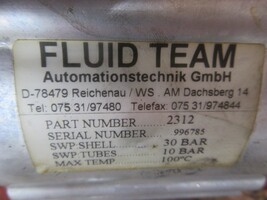 FLUID TEAM
Automationstechnik GmbH
D-78479 Reichenau / WS . AM Dachsberg 14
Tel: 075 31/97480 Telefax: 075 31/974844
PART NUMBER 2312
SERIAL NUMBER 996785
SWP SHELL 30 BAR
SWP TUBES 10 BAR
MAX TEMP 100°C